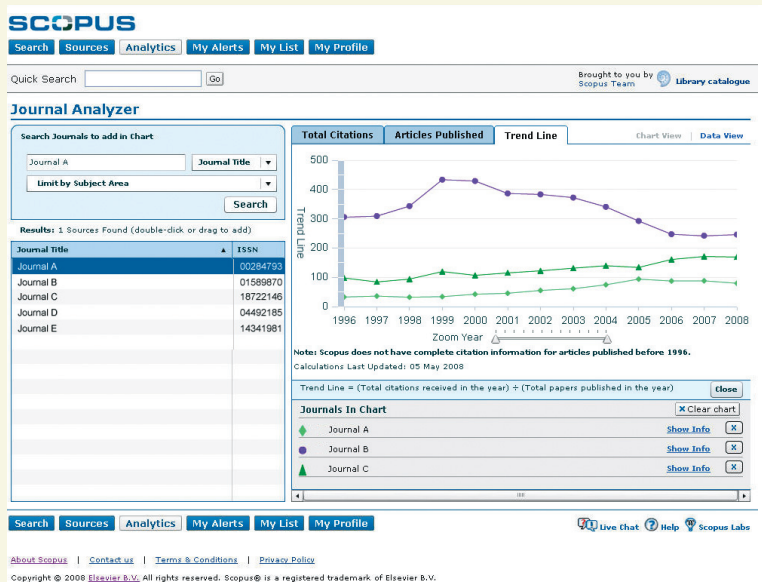 SCOPUS
Search Sources Analytics My Alerts My List My Profile
Quick Search Go
Brought to you by
Scopus Team
Library catalogue
Journal Analyzer
Search Journals to add in Chart
Journal A Journal Title
Limit by Subject Area
Search
Results: 1 Sources Found (double-click or drag to add)
Journal Title ISSN
Journal A 00284793
Journal B 01589870
Journal C 18722146
Journal D 04492185
Journal E 14341981
Total Citations Articles Published Trend Line Chart View | Data View
500
400
300
200
100
0
Trend Line
1996 1997 1998 1999 2000 2001 2002 2003 2004 2005 2006 2007 2008
Zoom Year
Note: Scopus does not have complete citation information for articles published before 1996.
Calculations Last Updated: 05 May 2008
Trend Line = (Total citations received in the year) ÷ (Total papers published in the year) Close
Journals In Chart × Clear chart
Journal A Show Info ×
Journal B Show Info ×
Journal C Show Info ×
Search Sources Analytics My Alerts My List My Profile
Live Chat Help Scopus Labs
About Scopus | Contact us | Terms & Conditions | Privacy Policy
Copyright © 2008 Elsevier B.V. All rights reserved. Scopus® is a registered trademark of Elsevier B.V.